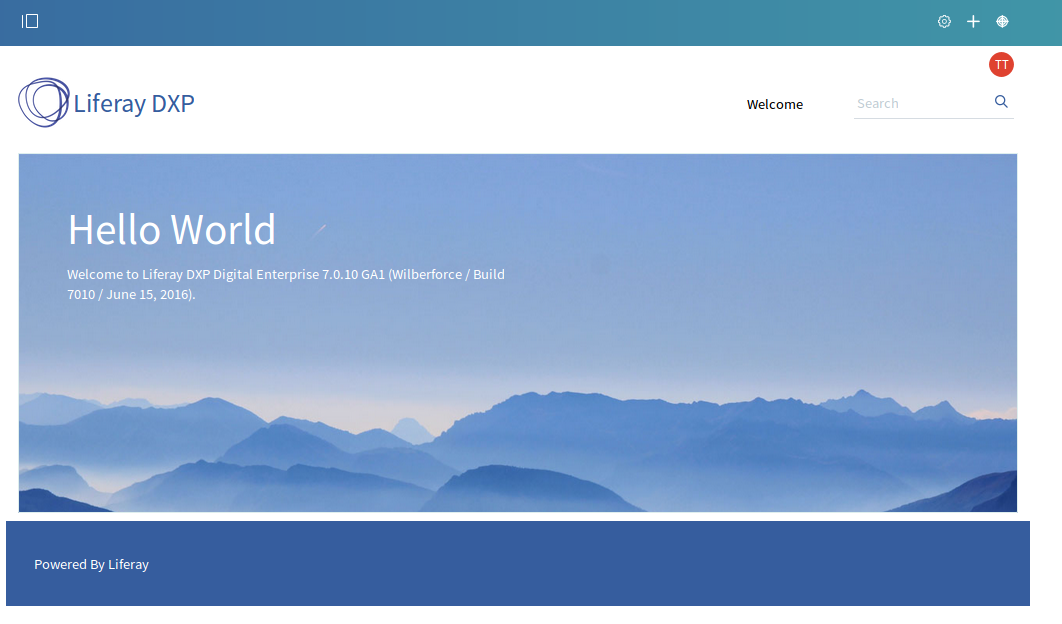 TT
Liferay DXP
Welcome
Search
Hello World
Welcome to Liferay DXP Digital Enterprise 7.0.10 GA1 (Wilberforce / Build
7010 / June 15, 2016).
Powered By Liferay